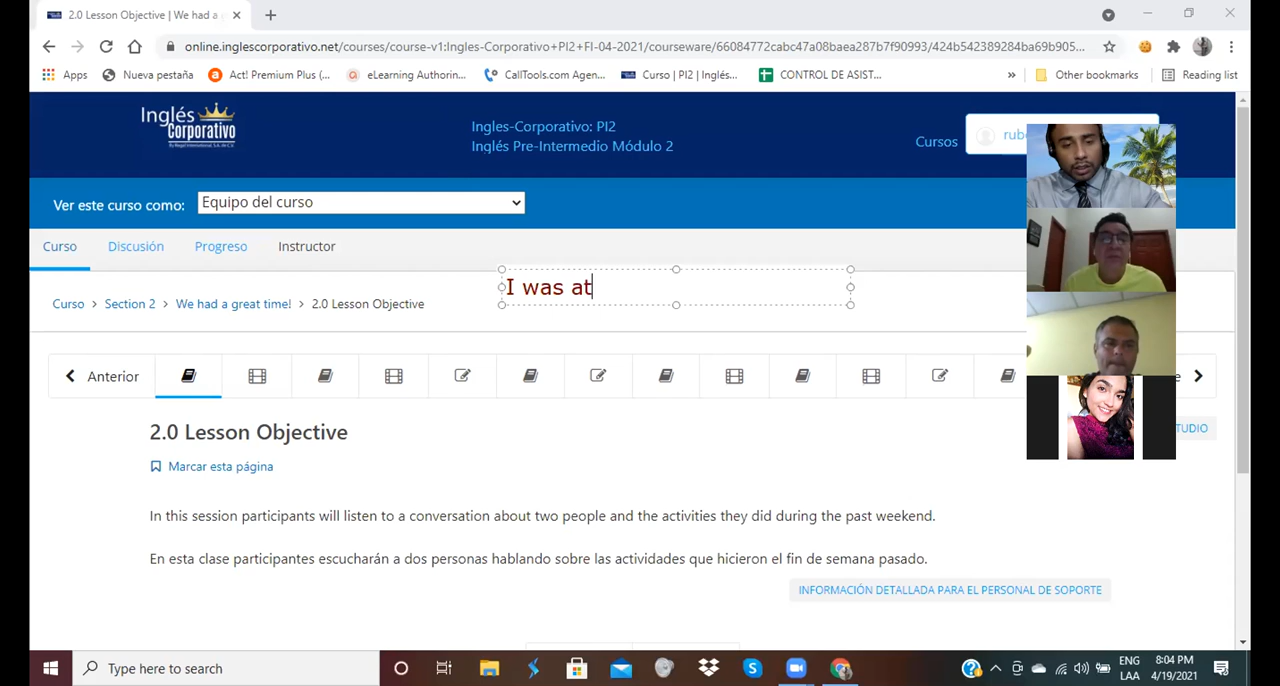 2.0 Lesson Objective | We had a
online.inglescorporativo.net/courses/course-v1:Ingles-Corporativo+PI2+FI-04-2021/courseware/66084772cabc47a08baea287b7f90993/424b542389284ba69b905...
Apps
Nueva pestaña
Act! Premium Plus (...
eLearning Authorin...
CallTools.com Agen...
Curso | PI2 | Inglés...
CONTROL DE ASIST...
»
Other bookmarks
Reading list
Inglés
Corporativo
Ingles-Corporativo: PI2
Inglés Pre-Intermedio Módulo 2
Cursos
Ver este curso como:
Equipo del curso
Curso
Discusión
Progreso
Instructor
I was at
Curso > Section 2 > We had a great time! > 2.0 Lesson Objective
Anterior
2.0 Lesson Objective
Marcar esta página
In this session participants will listen to a conversation about two people and the activities they did during the past weekend.
En esta clase participantes escucharán a dos personas hablando sobre las actividades que hicieron el fin de semana pasado.
INFORMACIÓN DETALLADA PARA EL PERSONAL DE SOPORTE
Type here to search
ENG
LAA
8:04 PM
4/19/2021